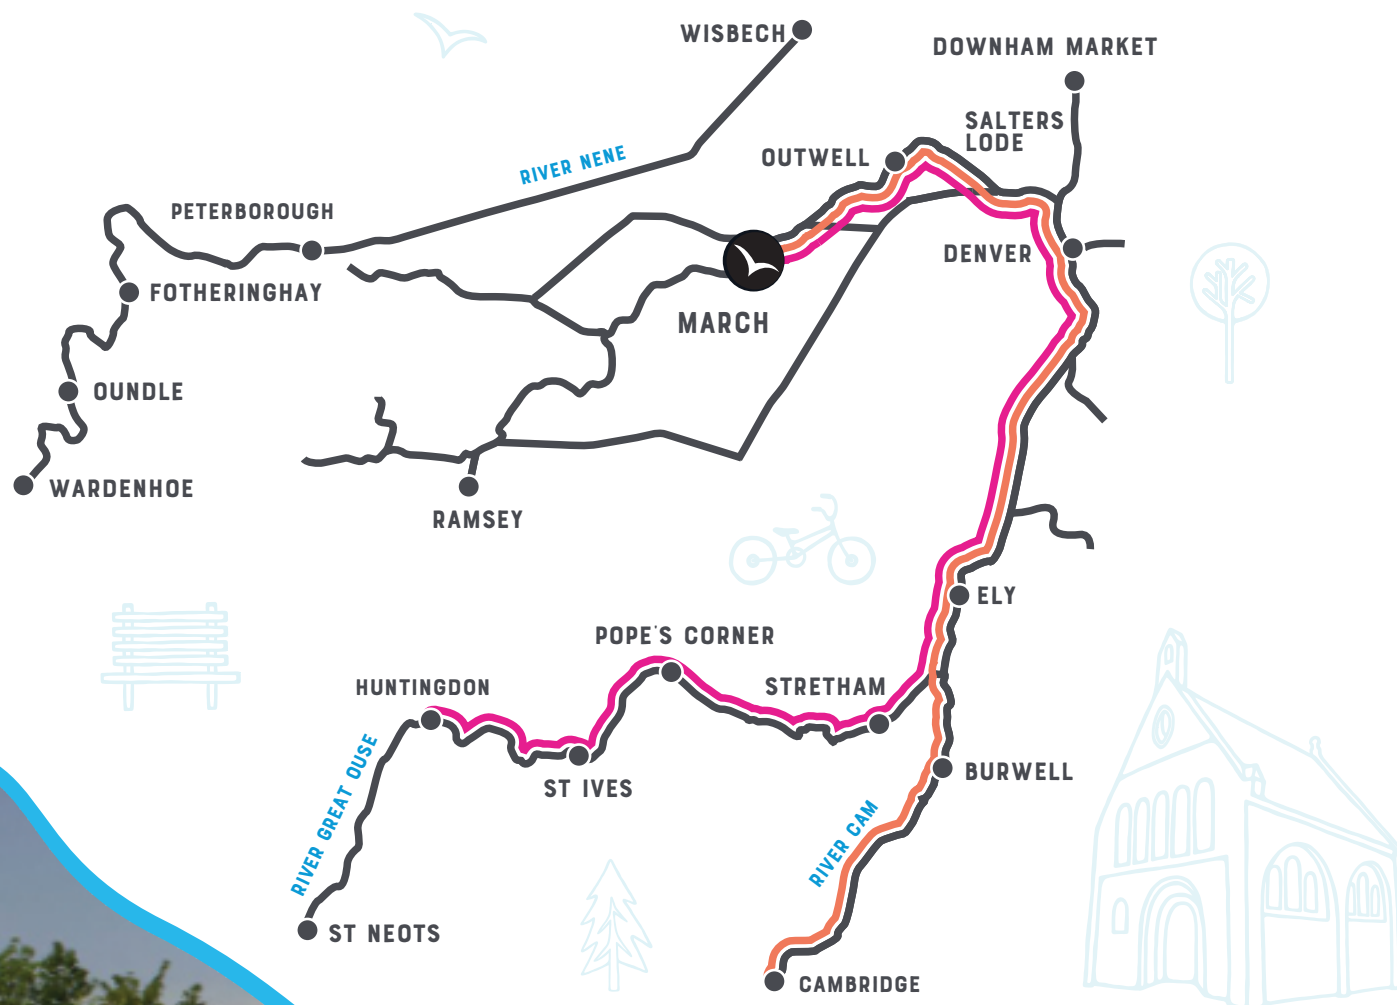 WISBECH
DOWNHAM MARKET
SALTERS
LODE
OUTWELL
RIVER NENE
PETERBOROUGH
DENVER
FOTHERINGHAY
MARCH
OUNDLE
WARDENHOE
RAMSEY
ELY
POPE'S CORNER
HUNTINGDON
STRETHAM
RIVER GREAT OUSE
ST IVES
BURWELL
RIVER CAM
ST NEOTS
CAMBRIDGE